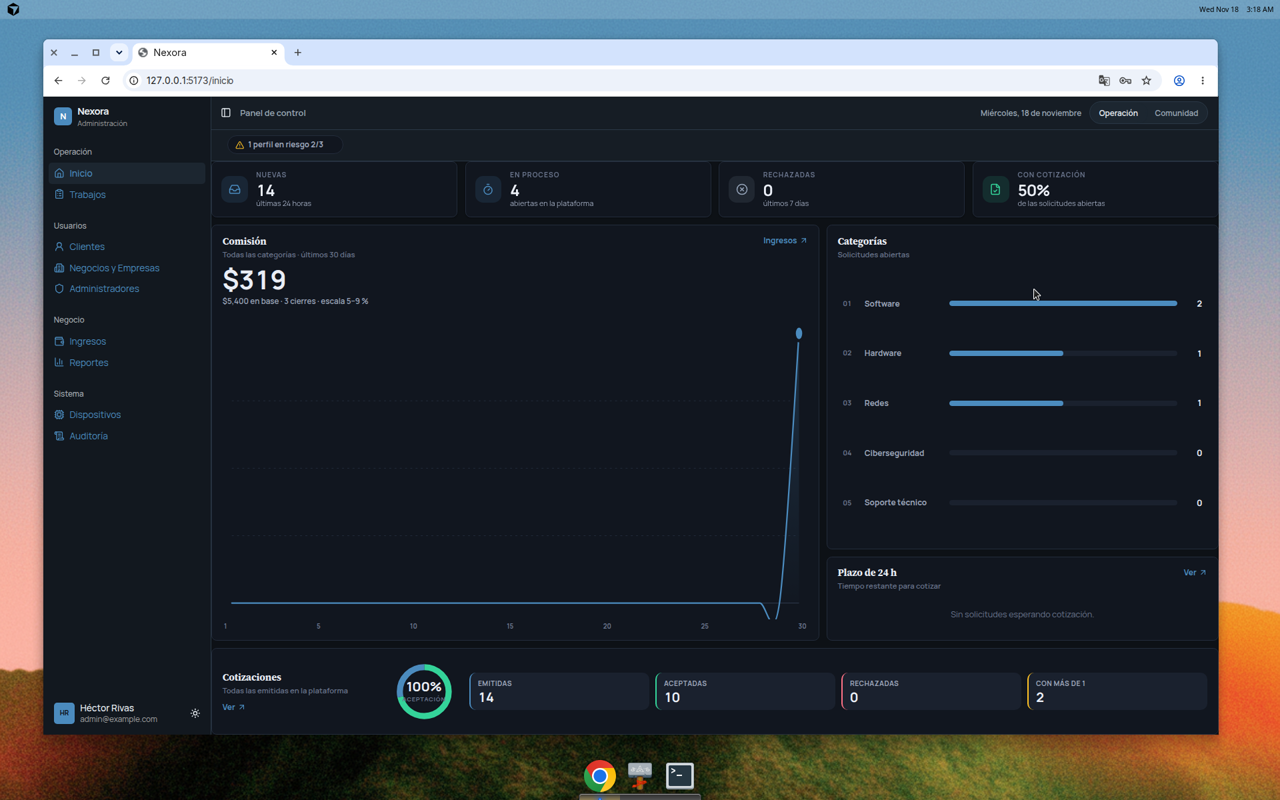 Wed Nov 18 3:18 AM
Nexora
127.0.0.1:5173/inicio
N
Nexora
Administración
Panel de control
Miércoles, 18 de noviembre
Operación
Comunidad
1 perfil en riesgo 2/3
Operación
Inicio
Trabajos
Usuarios
Clientes
Negocios y Empresas
Administradores
Negocio
Ingresos
Reportes
Sistema
Dispositivos
Auditoría
HR
Héctor Rivas
admin@example.com
NUEVAS
14
últimas 24 horas
EN PROCESO
4
abiertas en la plataforma
RECHAZADAS
0
últimos 7 días
CON COTIZACIÓN
50%
de las solicitudes abiertas
Comisión
Ingresos
Todas las categorías · últimos 30 días
$319
$5,400 en base · 3 cierres · escala 5–9 %
1 5 10 15 20 25 30
Categorías
Solicitudes abiertas
01 Software 2
02 Hardware 1
03 Redes 1
04 Ciberseguridad 0
05 Soporte técnico 0
Plazo de 24 h
Ver
Tiempo restante para cotizar
Sin solicitudes esperando cotización.
Cotizaciones
Todas las emitidas en la plataforma
Ver
100%
ACEPTACIÓN
EMITIDAS
14
ACEPTADAS
10
RECHAZADAS
0
CON MÁS DE 1
2